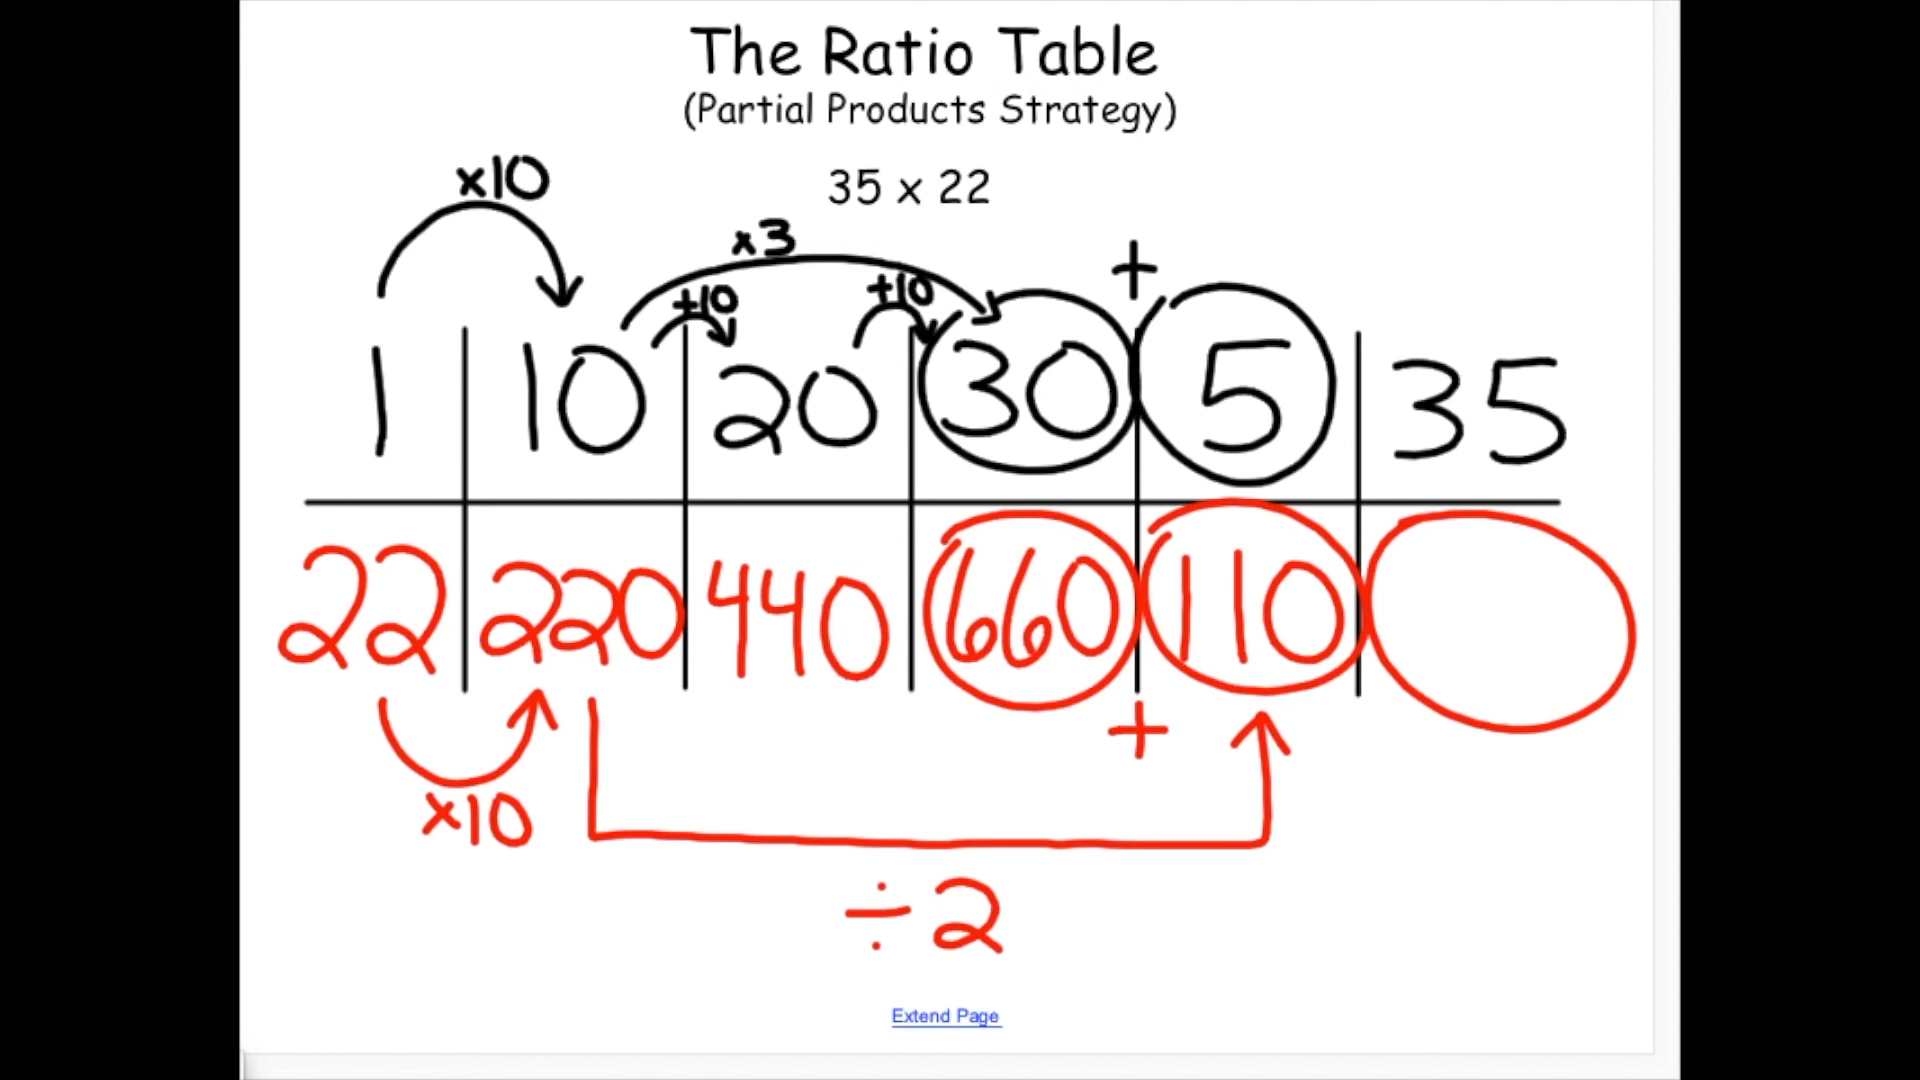 The Ratio Table
(Partial Products Strategy)
x10
35 x 22
x3
+
+10
+10
1 10 20 30 5 35
22 220 440 660 110
+
x10
÷2
Extend Page